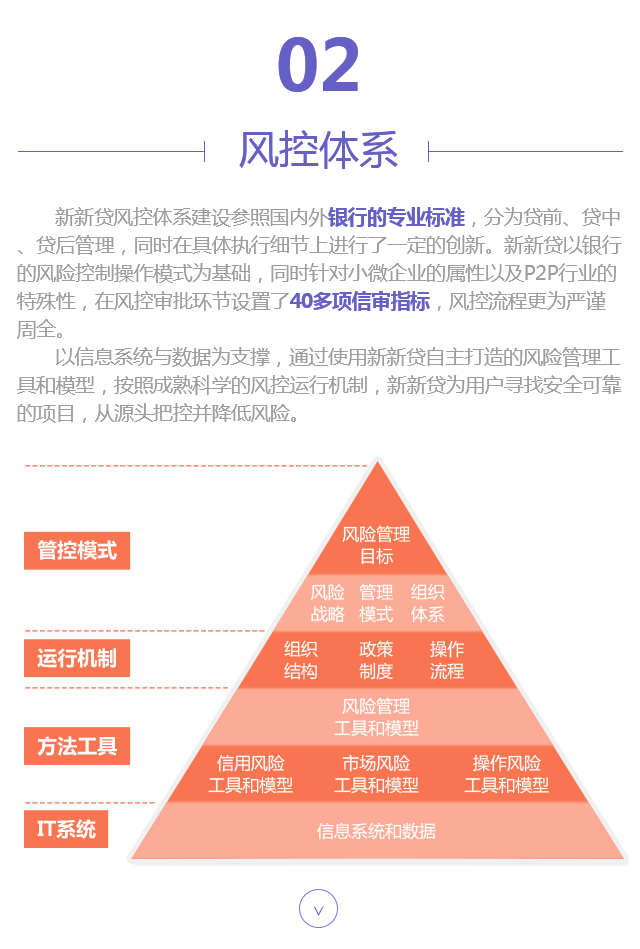 02
风控体系
新新贷风控体系建设参照国内外银行的专业标准，分为贷前、贷中
、贷后管理，同时在具体执行细节上进行了一定的创新。新新贷以银行
的风险控制操作模式为基础，同时针对小微企业的属性以及P2P行业的
特殊性，在风控审批环节设置了40多项信审指标，风控流程更为严谨
周全。
以信息系统与数据为支撑，通过使用新新贷自主打造的风险管理工
具和模型，按照成熟科学的风控运行机制，新新贷为用户寻找安全可靠
的项目，从源头把控并降低风险。
管控模式
风险管理
目标
风险 管理 组织
战略 模式 体系
运行机制
组织 政策 操作
结构 制度 流程
方法工具
风险管理
工具和模型
信用风险 市场风险 操作风险
工具和模型 工具和模型 工具和模型
IT系统
信息系统和数据